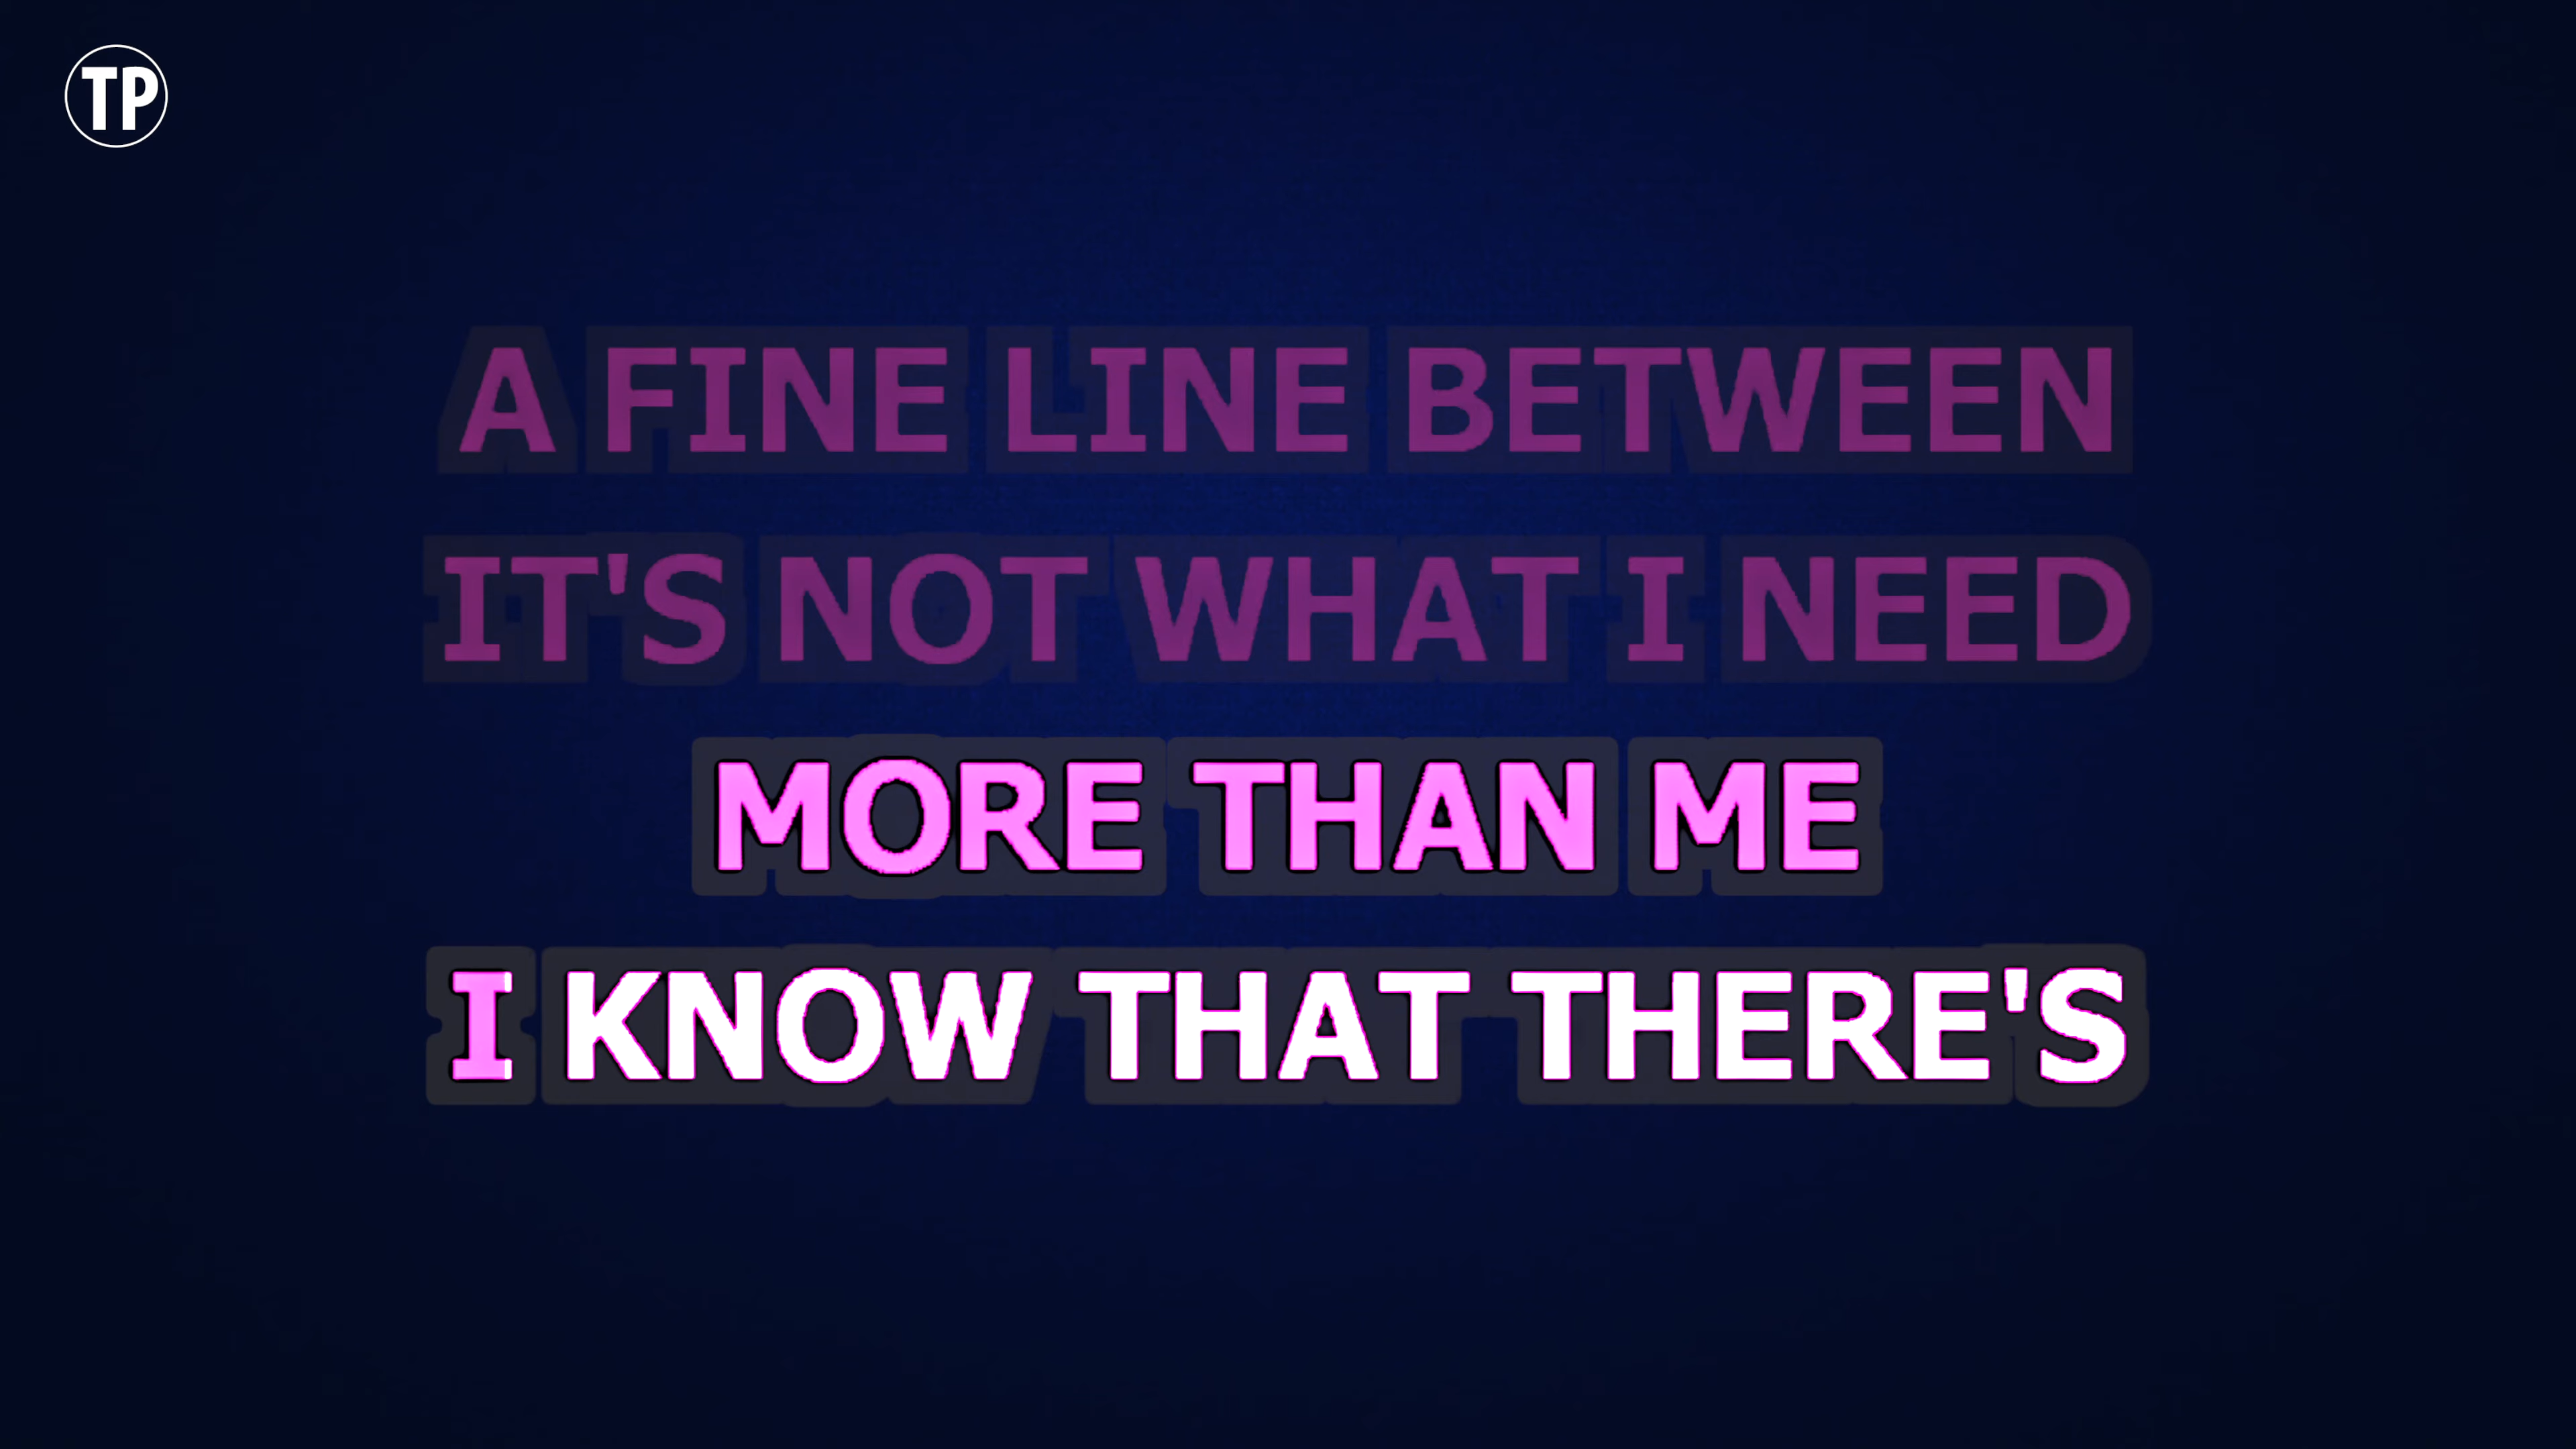 TP
A FINE LINE BETWEEN
IT'S NOT WHAT I NEED
MORE THAN ME
I KNOW THAT THERE'S